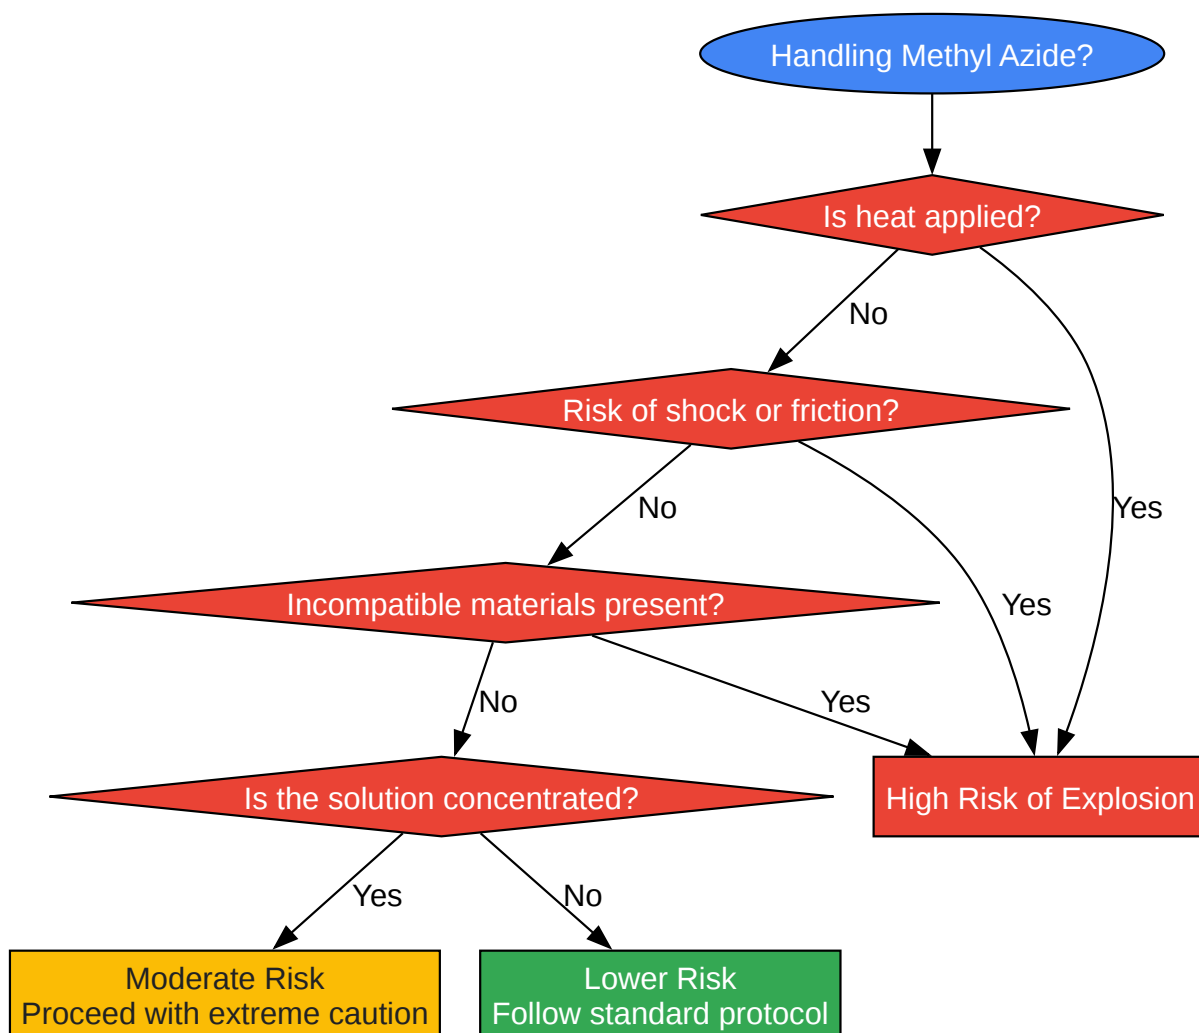 Handling Methyl Azide?
Is heat applied?
No
Risk of shock or friction?
No
Yes
Incompatible materials present?
Yes
No
Yes
Is the solution concentrated?
High Risk of Explosion
Yes
No
Moderate Risk
Proceed with extreme caution
Lower Risk
Follow standard protocol